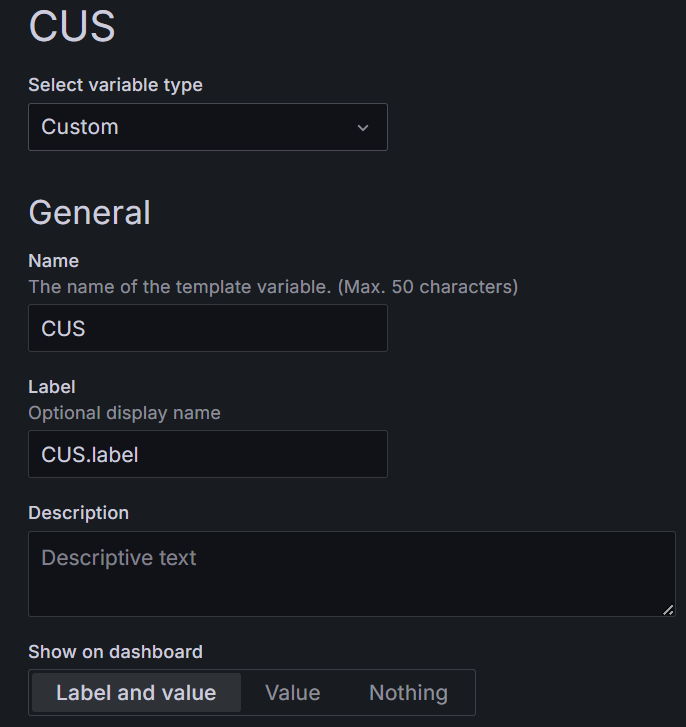 CUS
Select variable type
Custom
General
Name
The name of the template variable. (Max. 50 characters)
CUS
Label
Optional display name
CUS.label
Description
Descriptive text
Show on dashboard
Label and value Value Nothing